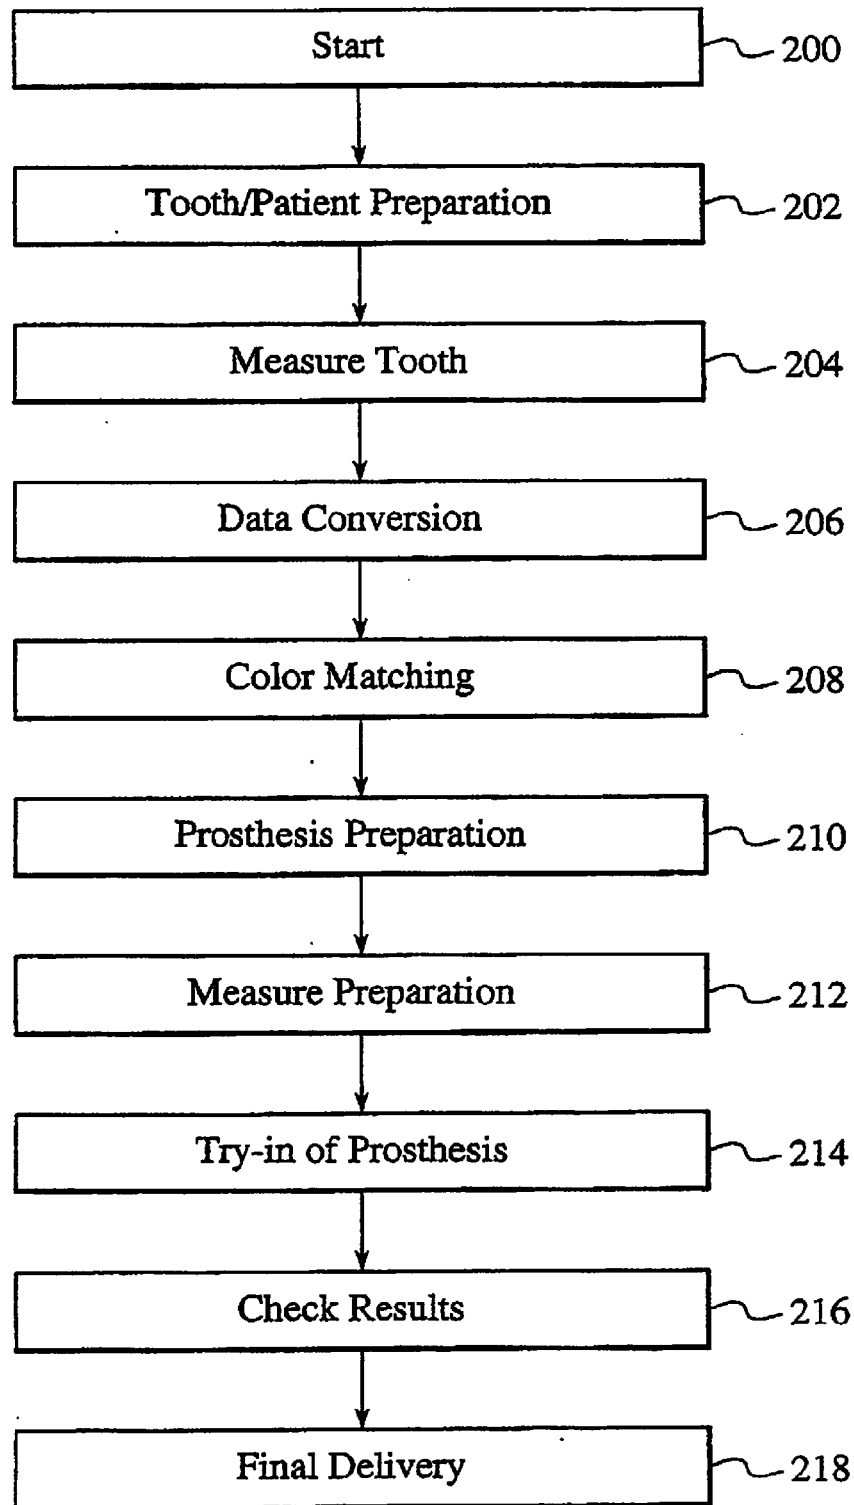 Start 200
Tooth/Patient Preparation 202
Measure Tooth 204
Data Conversion 206
Color Matching 208
Prosthesis Preparation 210
Measure Preparation 212
Try-in of Prosthesis 214
Check Results 216
Final Delivery 218